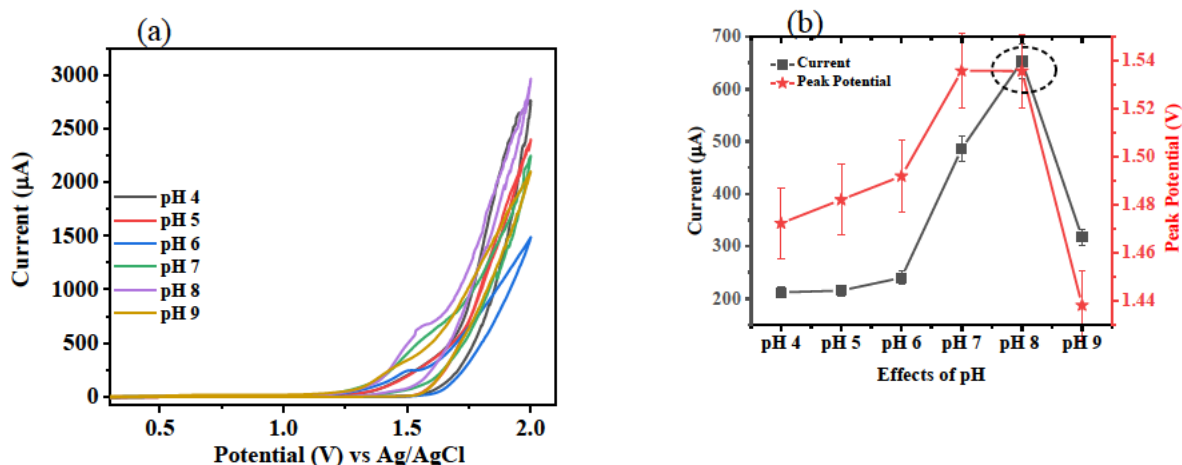 (a)
3000
2500
2000
1500
1000
500
0
Current (µA)
pH 4
pH 5
pH 6
pH 7
pH 8
pH 9
0.5 1.0 1.5 2.0
Potential (V) vs Ag/AgCl
(b)
700
600
500
400
300
200
Current (µA)
Current
Peak Potential
1.54
1.52
1.50
1.48
1.46
1.44
Peak Potential (V)
pH 4 pH 5 pH 6 pH 7 pH 8 pH 9
Effects of pH